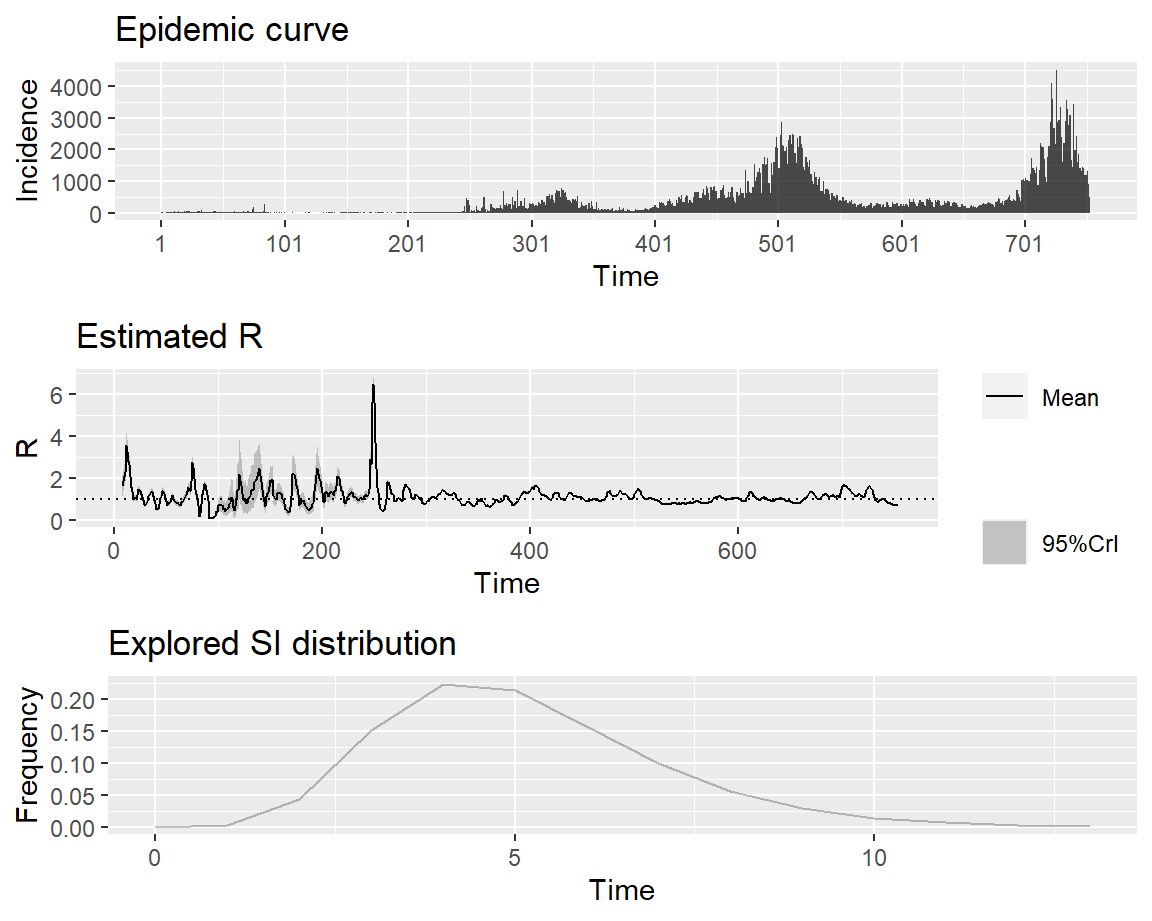 Epidemic curve
Incidence
4000
3000
2000
1000
0
1 101 201 301 401 501 601 701
Time
Estimated R
R
6
4
2
0
0 200 400 600
Time
Mean
95%CrI
Explored SI distribution
Frequency
0.20
0.15
0.10
0.05
0.00
0 5 10
Time